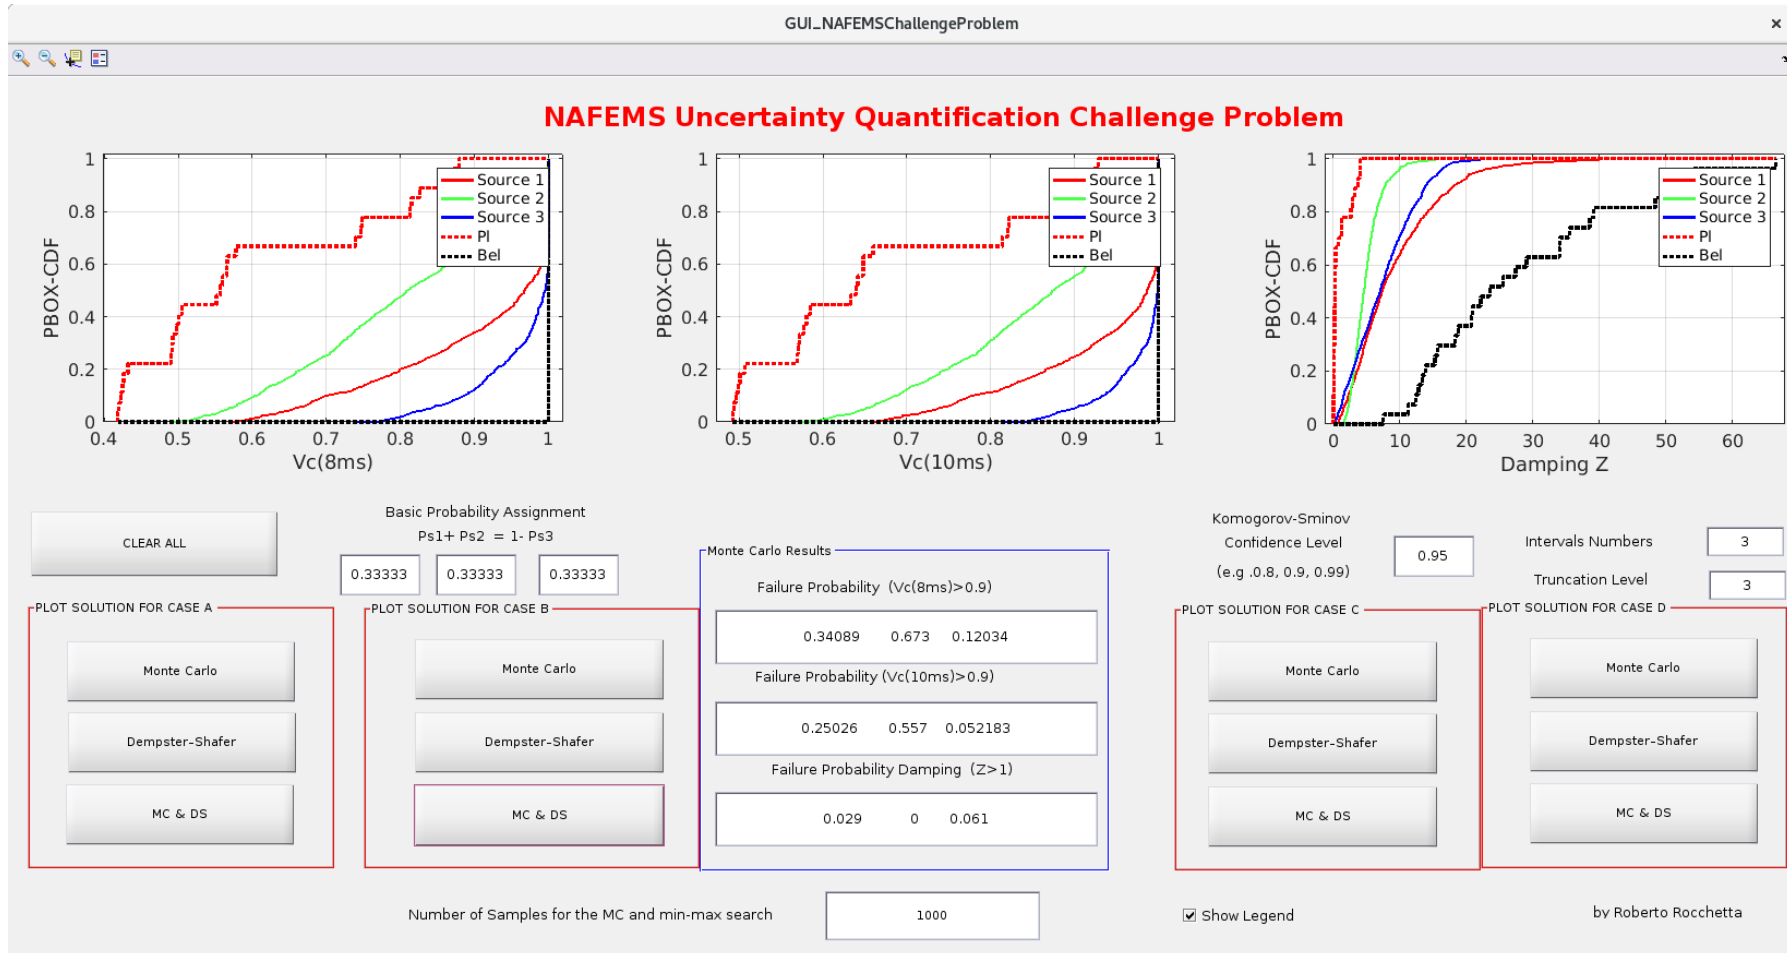 GUI_NAFEMSChallengeProblem
NAFEMS Uncertainty Quantification Challenge Problem
PBOX-CDF
1
0.8
0.6
0.4
0.2
0
0.4 0.5 0.6 0.7 0.8 0.9 1
Vc(8ms)
Source 1
Source 2
Source 3
Pl
Bel
PBOX-CDF
1
0.8
0.6
0.4
0.2
0
0.5 0.6 0.7 0.8 0.9 1
Vc(10ms)
Source 1
Source 2
Source 3
Pl
Bel
PBOX-CDF
1
0.8
0.6
0.4
0.2
0
0 10 20 30 40 50 60
Damping Z
Source 1
Source 2
Source 3
Pl
Bel
CLEAR ALL
Basic Probability Assignment
Ps1+ Ps2 = 1- Ps3
0.33333 0.33333 0.33333
Komogorov-Sminov
Confidence Level
(e.g .0.8, 0.9, 0.99)
0.95
Intervals Numbers 3
Truncation Level 3
PLOT SOLUTION FOR CASE A
Monte Carlo
Dempster-Shafer
MC & DS
PLOT SOLUTION FOR CASE B
Monte Carlo
Dempster-Shafer
MC & DS
Monte Carlo Results
Failure Probability (Vc(8ms)>0.9)
0.34089 0.673 0.12034
Failure Probability (Vc(10ms)>0.9)
0.25026 0.557 0.052183
Failure Probability Damping (Z>1)
0.029 0 0.061
PLOT SOLUTION FOR CASE C
Monte Carlo
Dempster-Shafer
MC & DS
PLOT SOLUTION FOR CASE D
Monte Carlo
Dempster-Shafer
MC & DS
Number of Samples for the MC and min-max search 1000
Show Legend
by Roberto Rocchetta